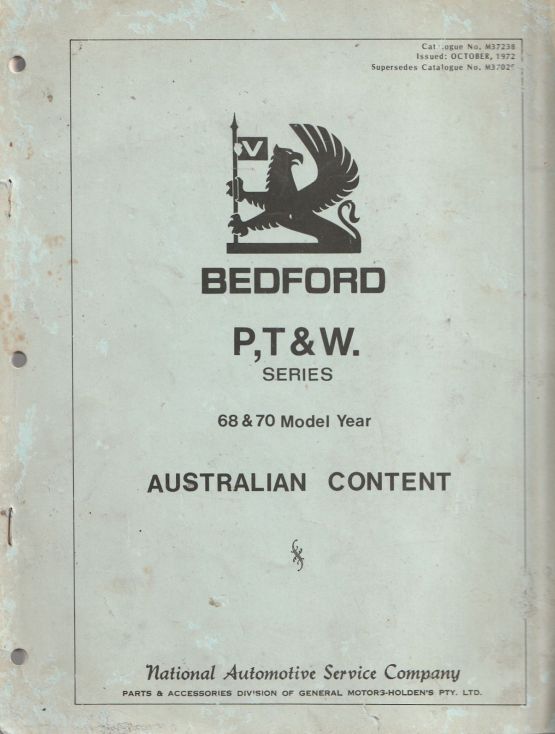 Catalogue No. M37238
Issued: OCTOBER, 1972
Supersedes Catalogue No.
V
BEDFORD
P,T & W.
SERIES
68 & 70 Model Year
AUSTRALIAN CONTENT
National Automotive Service Company
PARTS & ACCESSORIES DIVISION OF GENERAL MOTORS-HOLDEN'S PTY. LTD.